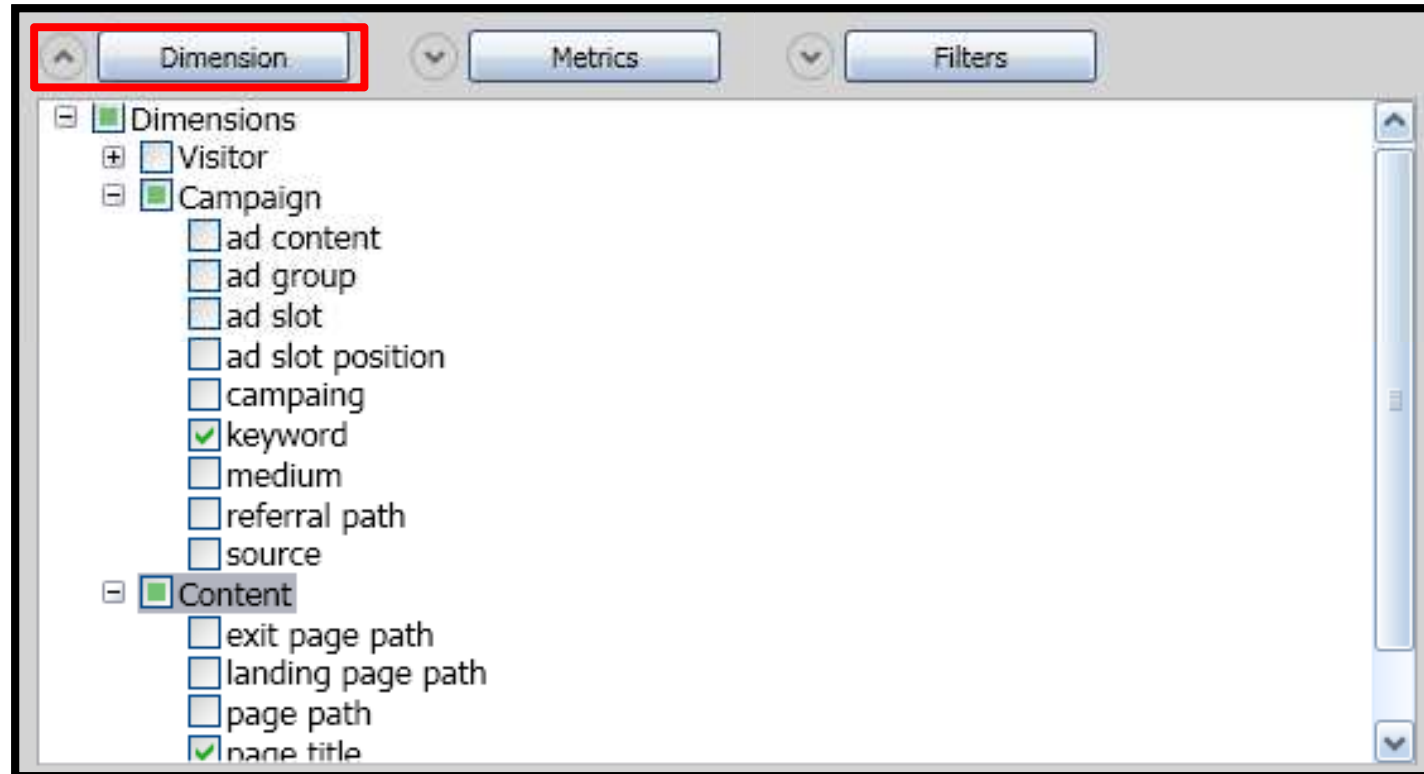 Dimension Metrics Filters
Dimensions
Visitor
Campaign
ad content
ad group
ad slot
ad slot position
campaing
keyword
medium
referral path
source
Content
exit page path
landing page path
page path
page title